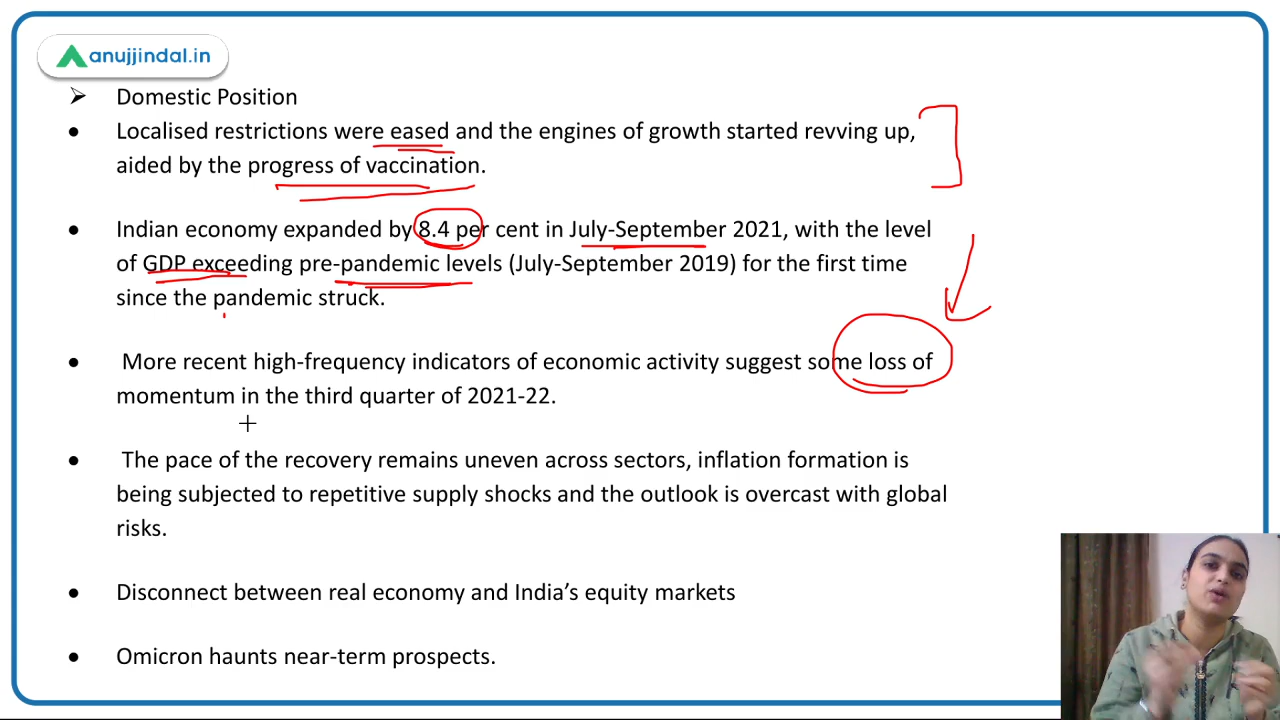 anujjindal.in
➤ Domestic Position
• Localised restrictions were eased and the engines of growth started revving up,
aided by the progress of vaccination.
• Indian economy expanded by 8.4 per cent in July-September 2021, with the level
of GDP exceeding pre-pandemic levels (July-September 2019) for the first time
since the pandemic struck.
• More recent high-frequency indicators of economic activity suggest some loss of
momentum in the third quarter of 2021-22.
• The pace of the recovery remains uneven across sectors, inflation formation is
being subjected to repetitive supply shocks and the outlook is overcast with global
risks.
• Disconnect between real economy and India’s equity markets
• Omicron haunts near-term prospects.